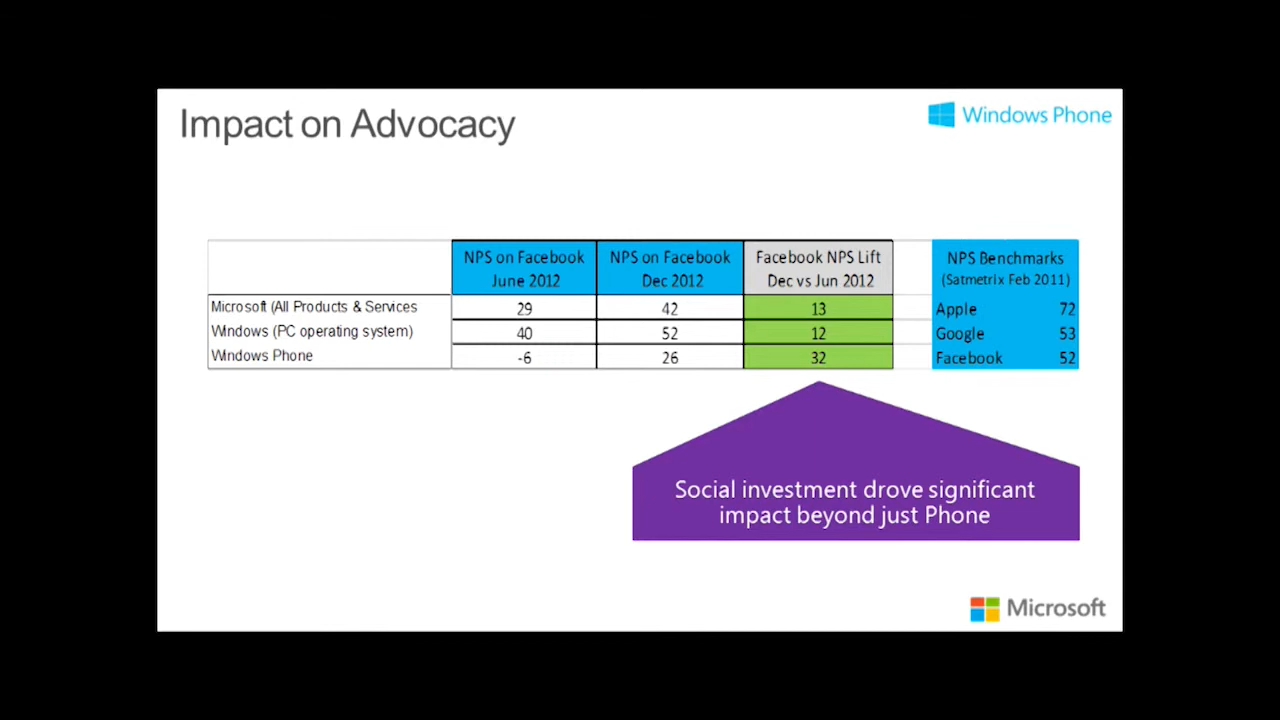 Impact on Advocacy
Windows Phone
NPS on Facebook June 2012 NPS on Facebook Dec 2012 Facebook NPS Lift Dec vs Jun 2012 NPS Benchmarks (Satmetrix Feb 2011)
Microsoft (All Products & Services 29 42 13 Apple 72
Windows (PC operating system) 40 52 12 Google 53
Windows Phone -6 26 32 Facebook 52
Social investment drove significant
impact beyond just Phone
Microsoft